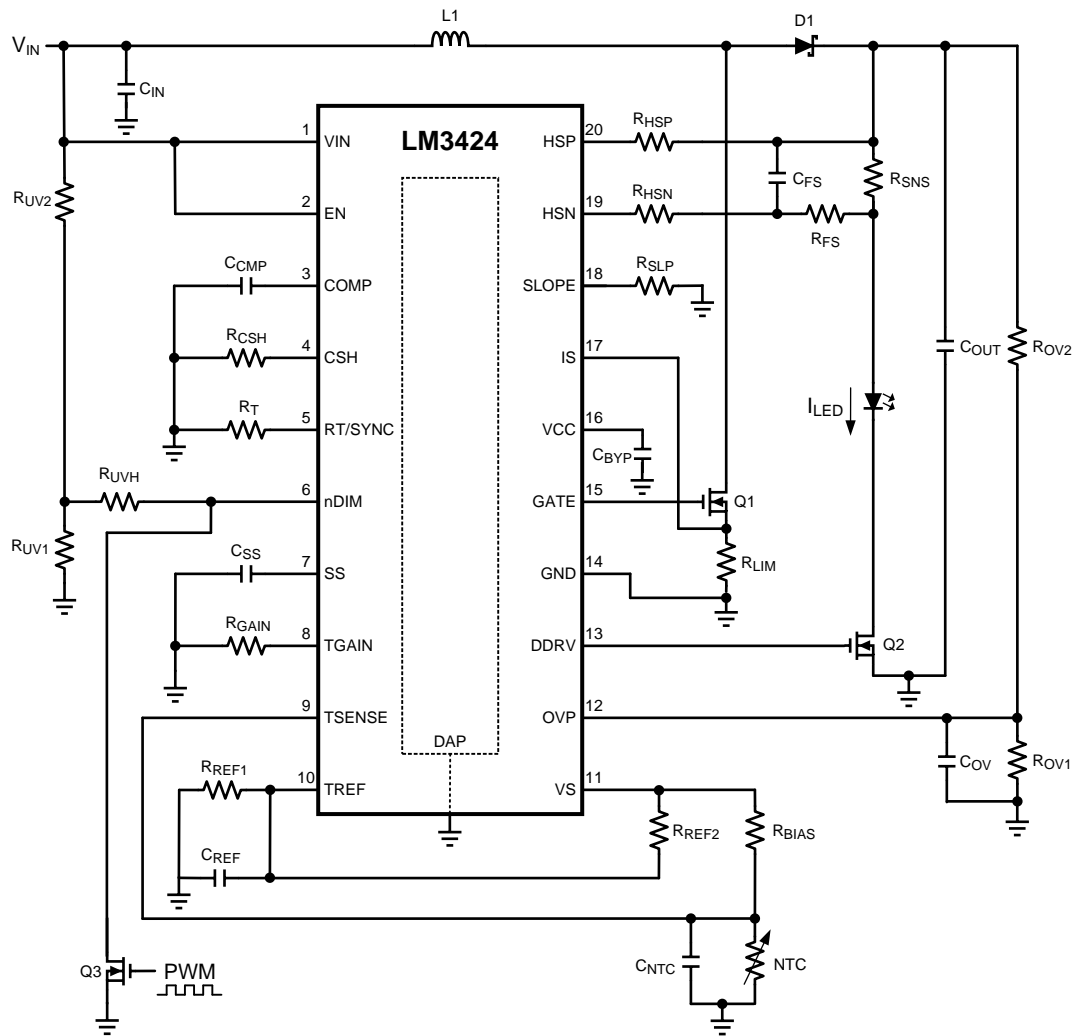 L1
D1
VIN
CIN
LM3424
1 VIN
HSP 20
RHSP
RUV2
2 EN
HSN 19
RHSN
CFS
RSNS
RFS
CCMP
3 COMP
SLOPE 18
RSLP
RCSH
4 CSH
IS 17
COUT
ROV2
RT
5 RT/SYNC
VCC 16
CBYP
ILED
RUVH
6 nDIM
GATE 15
Q1
RUV1
CSS
7 SS
GND 14
RLIM
RGAIN
8 TGAIN
DDRV 13
Q2
9 TSENSE
OVP 12
DAP
COV
ROV1
RREF1
10 TREF
VS 11
RREF2
RBIAS
CREF
CNTC
NTC
Q3
PWM